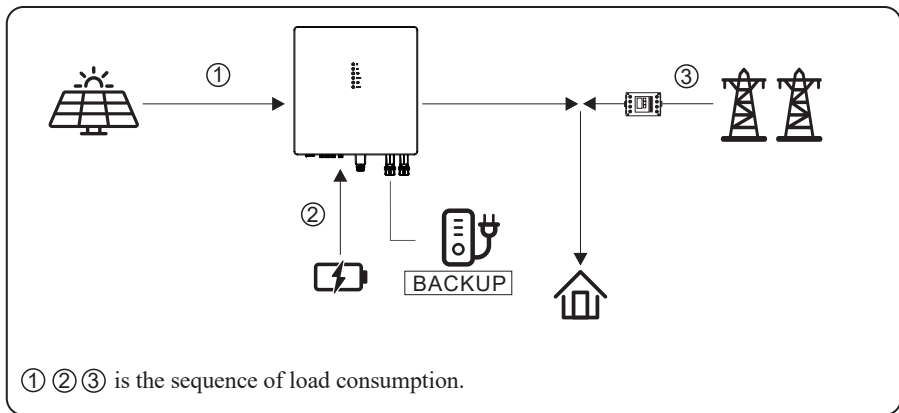 ①
③
②
BACKUP
① ② ③ is the sequence of load consumption.